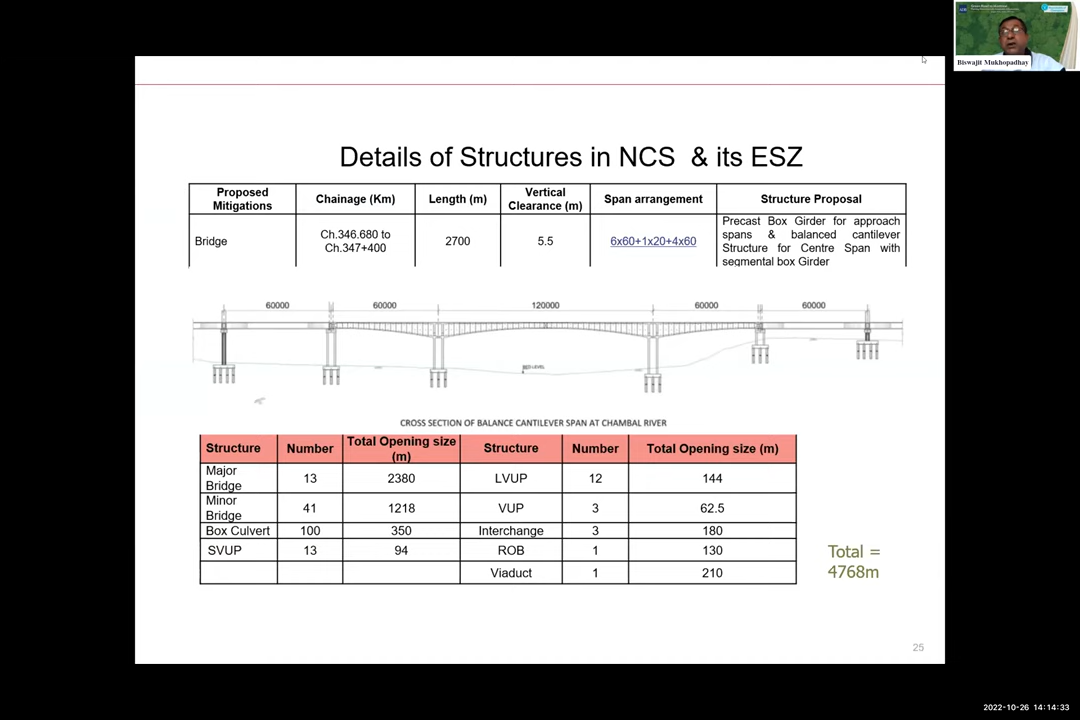 Biswajit Mukhopadhay
Details of Structures in NCS & its ESZ
Proposed Mitigations Chainage (Km) Length (m) Vertical Clearance (m) Span arrangement Structure Proposal
Bridge Ch.346.680 to Ch.347+400 2700 5.5 6x60+1x20+4x60 Precast Box Girder for approach spans & balanced cantilever Structure for Centre Span with segmental box Girder
60000 60000 120000 60000 60000
BED LEVEL
CROSS SECTION OF BALANCE CANTILEVER SPAN AT CHAMBAL RIVER
Structure Number Total Opening size (m) Structure Number Total Opening size (m)
Major Bridge 13 2380 LVUP 12 144
Minor Bridge 41 1218 VUP 3 62.5
Box Culvert 100 350 Interchange 3 180
SVUP 13 94 ROB 1 130
Viaduct 1 210
Total =
4768m
25
2022-10-26 14:14:33